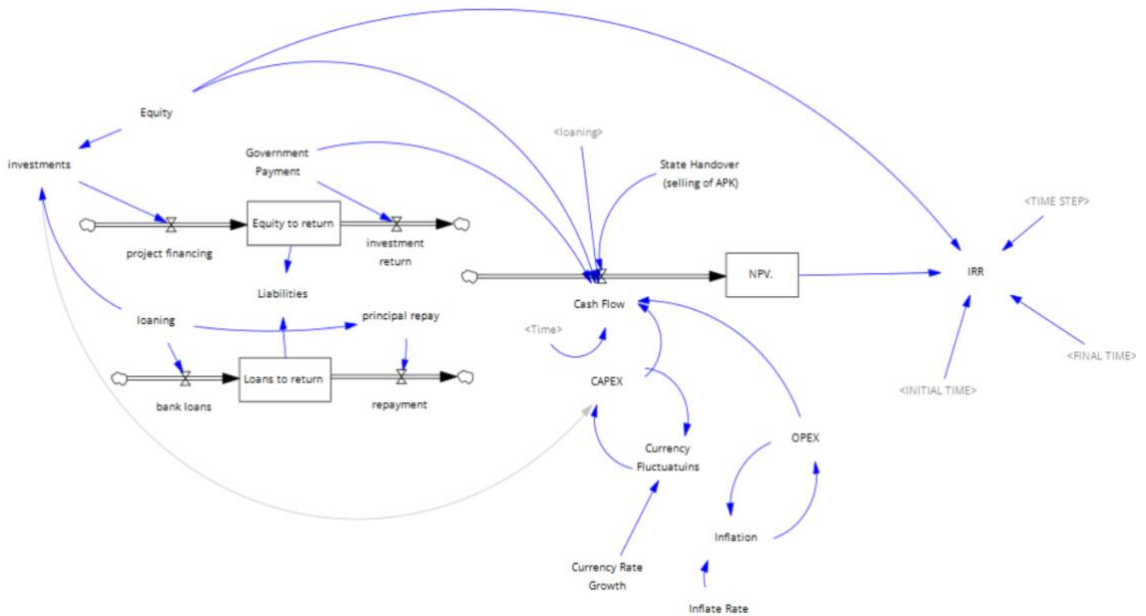 Equity
<loaning>
investments
Government
Payment
State Handover
(selling of APK)
<TIME STEP>
Equity to return
project financing
investment
return
NPV.
IRR
Liabilities
Cash Flow
loaning
principal repay
<Time>
<FINAL TIME>
Loans to return
CAPEX
<INITIAL TIME>
bank loans
repayment
OPEX
Currency
Fluctuatuins
Inflation
Currency Rate
Growth
Inflate Rate